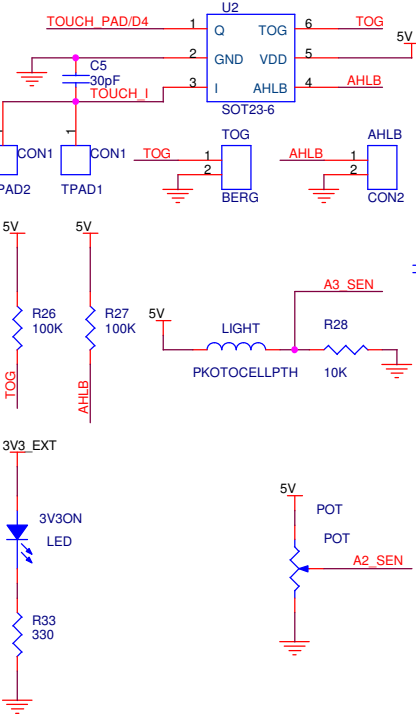 U2
TOUCH_PAD/D4 1 Q TOG 6 TOG
5V
2 GND VDD 5
C5
30pF
TOUCH_I 3 I AHLB 4 AHLB
SOT23-6
1 CON1
PAD2
1 CON1
TPAD1
TOG
TOG 1
2
BERG
AHLB
AHLB 1
2
CON2
5V
R26
100K
TOG
5V
R27
100K
AHLB
A3_SEN
5V
LIGHT
R28
PKOTOCELLPTH
10K
3V3_EXT
3V3ON
LED
R33
330
5V
POT
POT
A2_SEN